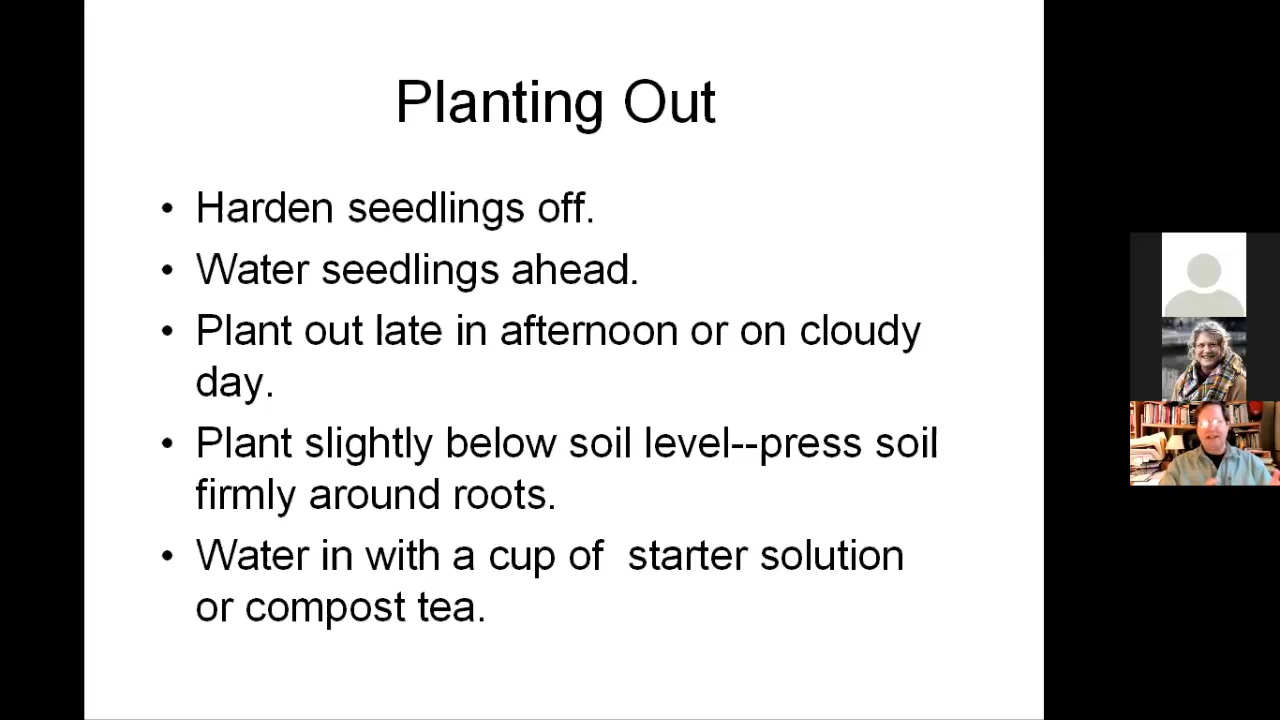 Planting Out
• Harden seedlings off.
• Water seedlings ahead.
• Plant out late in afternoon or on cloudy
day.
• Plant slightly below soil level--press soil
firmly around roots.
• Water in with a cup of  starter solution
or compost tea.